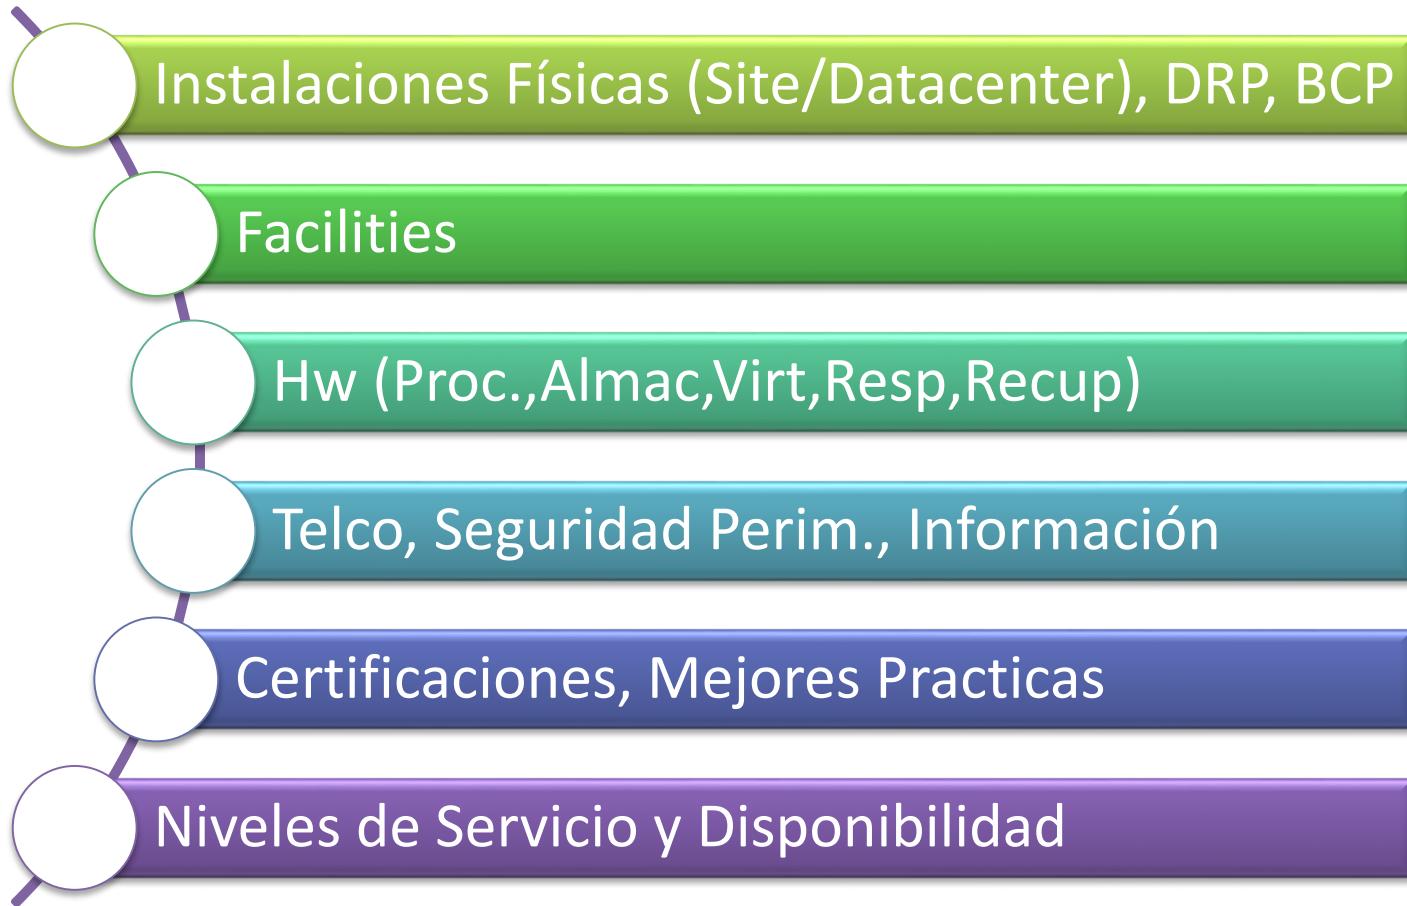 Instalaciones Físicas (Site/Datacenter), DRP, BCP
Facilities
Hw (Proc.,Almac,Virt,Resp,Recup)
Telco, Seguridad Perim., Información
Certificaciones, Mejores Practicas
Niveles de Servicio y Disponibilidad